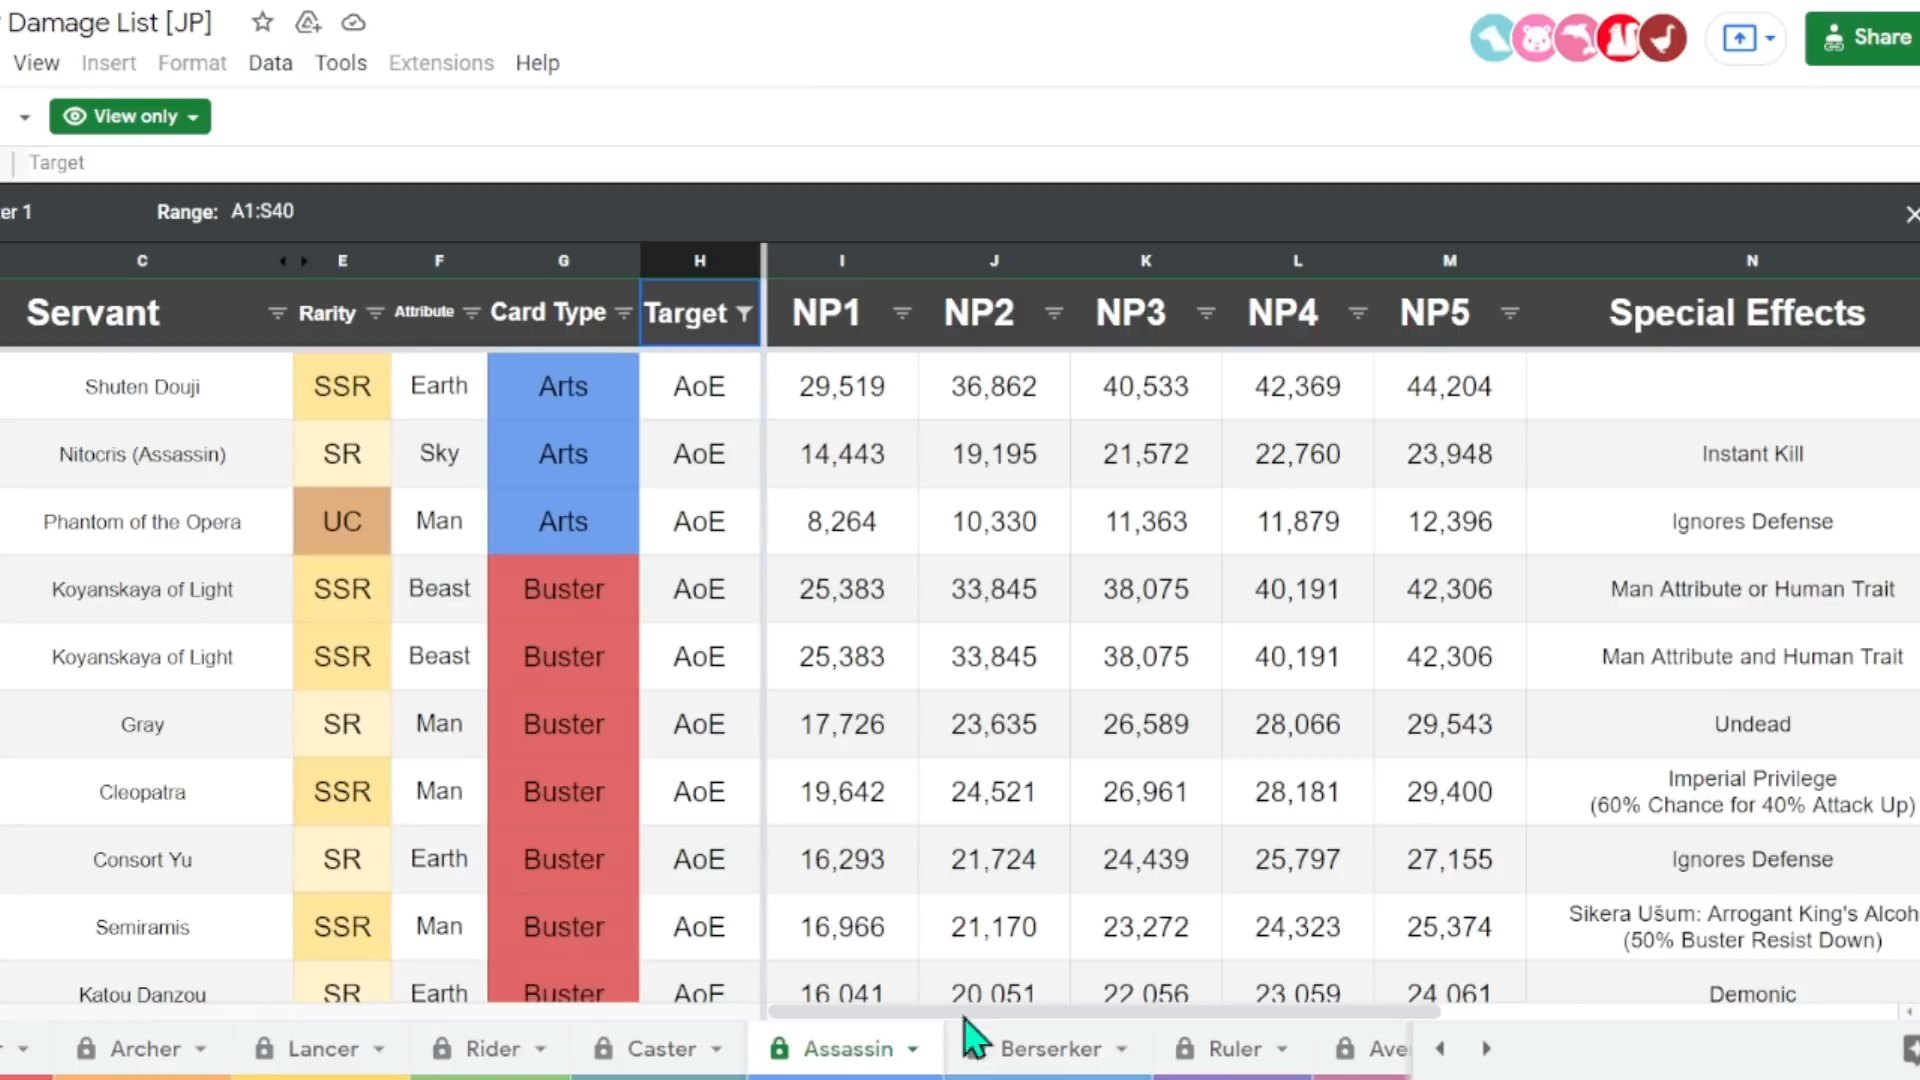 Damage List [JP]
View Insert Format Data Tools Extensions Help
Share
View only
Target
er 1 Range: A1:S40
C E F G H I J K L M N
Servant Rarity Attribute Card Type Target NP1 NP2 NP3 NP4 NP5 Special Effects
Shuten Douji SSR Earth Arts AoE 29,519 36,862 40,533 42,369 44,204
Nitocris (Assassin) SR Sky Arts AoE 14,443 19,195 21,572 22,760 23,948 Instant Kill
Phantom of the Opera UC Man Arts AoE 8,264 10,330 11,363 11,879 12,396 Ignores Defense
Koyanskaya of Light SSR Beast Buster AoE 25,383 33,845 38,075 40,191 42,306 Man Attribute or Human Trait
Koyanskaya of Light SSR Beast Buster AoE 25,383 33,845 38,075 40,191 42,306 Man Attribute and Human Trait
Gray SR Man Buster AoE 17,726 23,635 26,589 28,066 29,543 Undead
Cleopatra SSR Man Buster AoE 19,642 24,521 26,961 28,181 29,400 Imperial Privilege
(60% Chance for 40% Attack Up)
Consort Yu SR Earth Buster AoE 16,293 21,724 24,439 25,797 27,155 Ignores Defense
Semiramis SSR Man Buster AoE 16,966 21,170 23,272 24,323 25,374 Sikera Ušum: Arrogant King's Alcoh
(50% Buster Resist Down)
Katou Danzou SR Earth Buster AoE 16,041 20,051 22,056 23,059 24,061 Demonic
Archer Lancer Rider Caster Assassin Berserker Ruler Ave